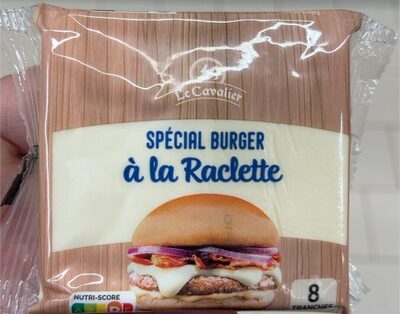 Le Cavalier
SPÉCIAL BURGER
à la Raclette
NUTRI-SCORE
8
TRANCHES